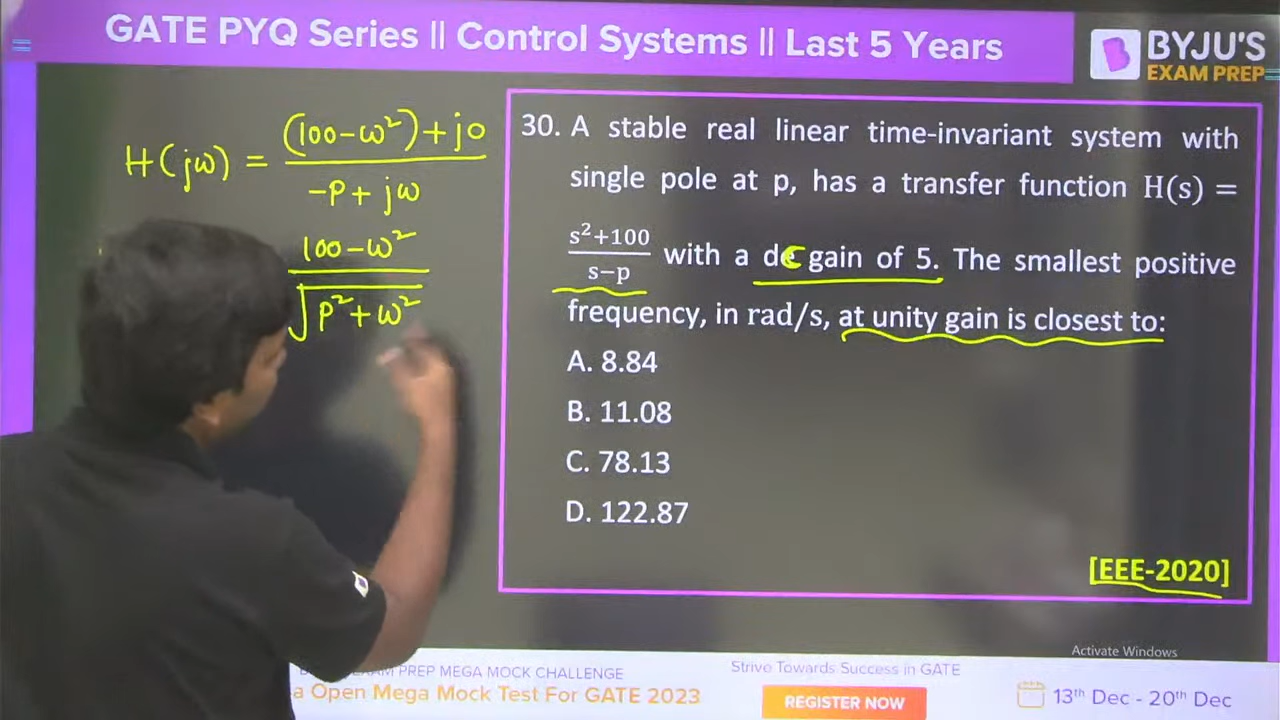 GATE PYQ Series || Control Systems || Last 5 Years
BYJU'S
EXAM PREP
H(jω) = (100-ω²)+j0
-P+jω
100-ω²
√P²+ω²
30. A stable real linear time-invariant system with
single pole at p, has a transfer function H(s) =
s²+100
s−p
with a dc gain of 5. The smallest positive
frequency, in rad/s, at unity gain is closest to:
A. 8.84
B. 11.08
C. 78.13
D. 122.87
[EEE-2020]
Activate Windows
EXAM PREP MEGA MOCK CHALLENGE
a Open Mega Mock Test For GATE 2023
Strive Towards Success in GATE
REGISTER NOW
13th Dec - 20th Dec